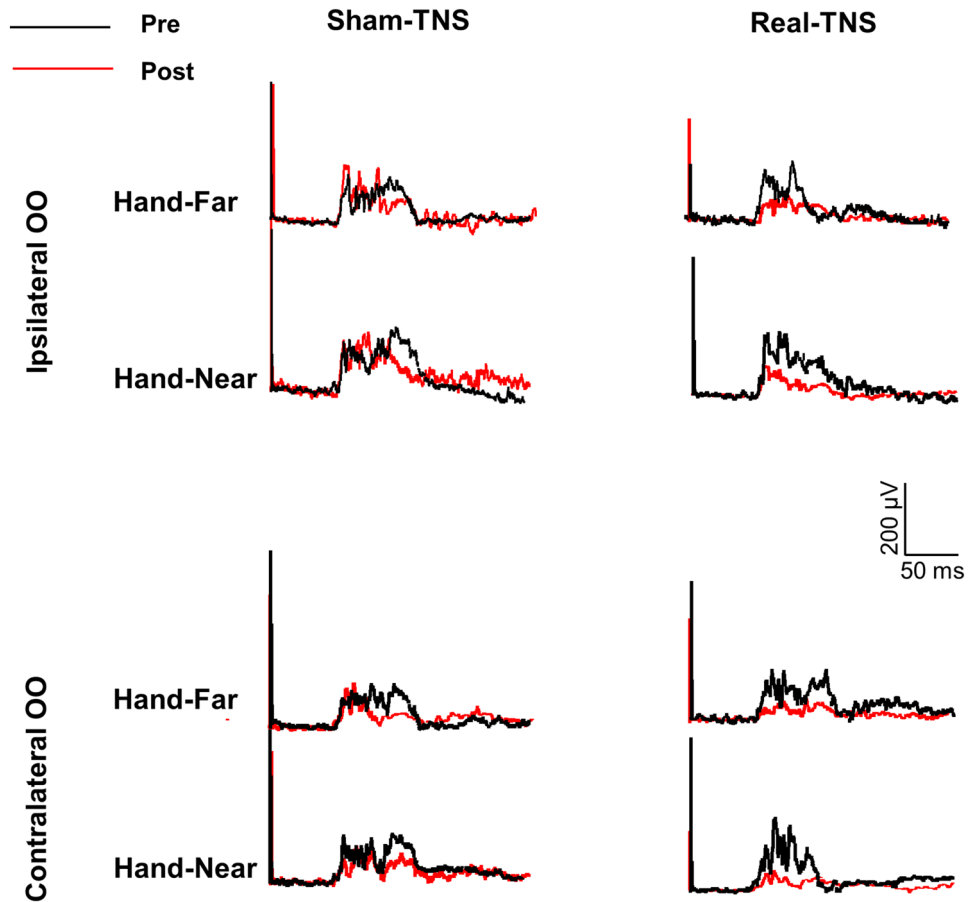 Pre
Post
Sham-TNS
Real-TNS
Ipsilateral OO
Hand-Far
Hand-Near
200 µV
50 ms
Contralateral OO
Hand-Far
Hand-Near